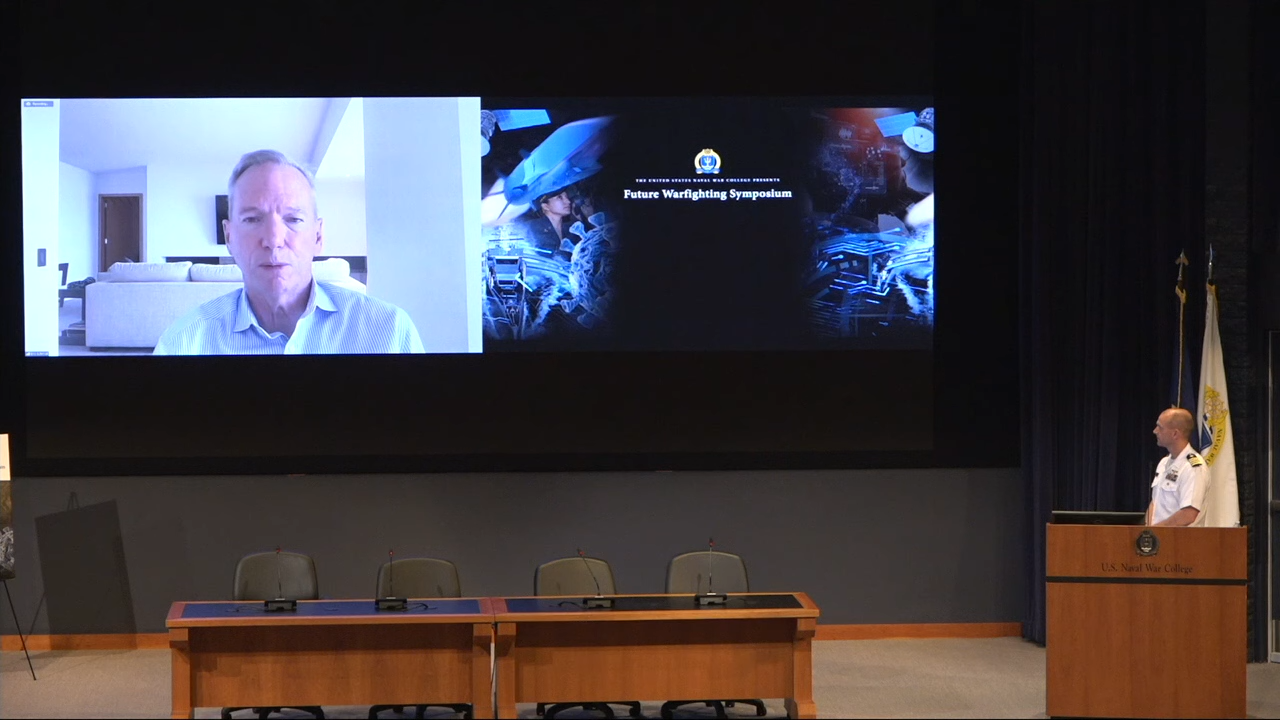 THE UNITED STATES NAVAL WAR COLLEGE PRESENTS
Future Warfighting Symposium
U.S. Naval War College